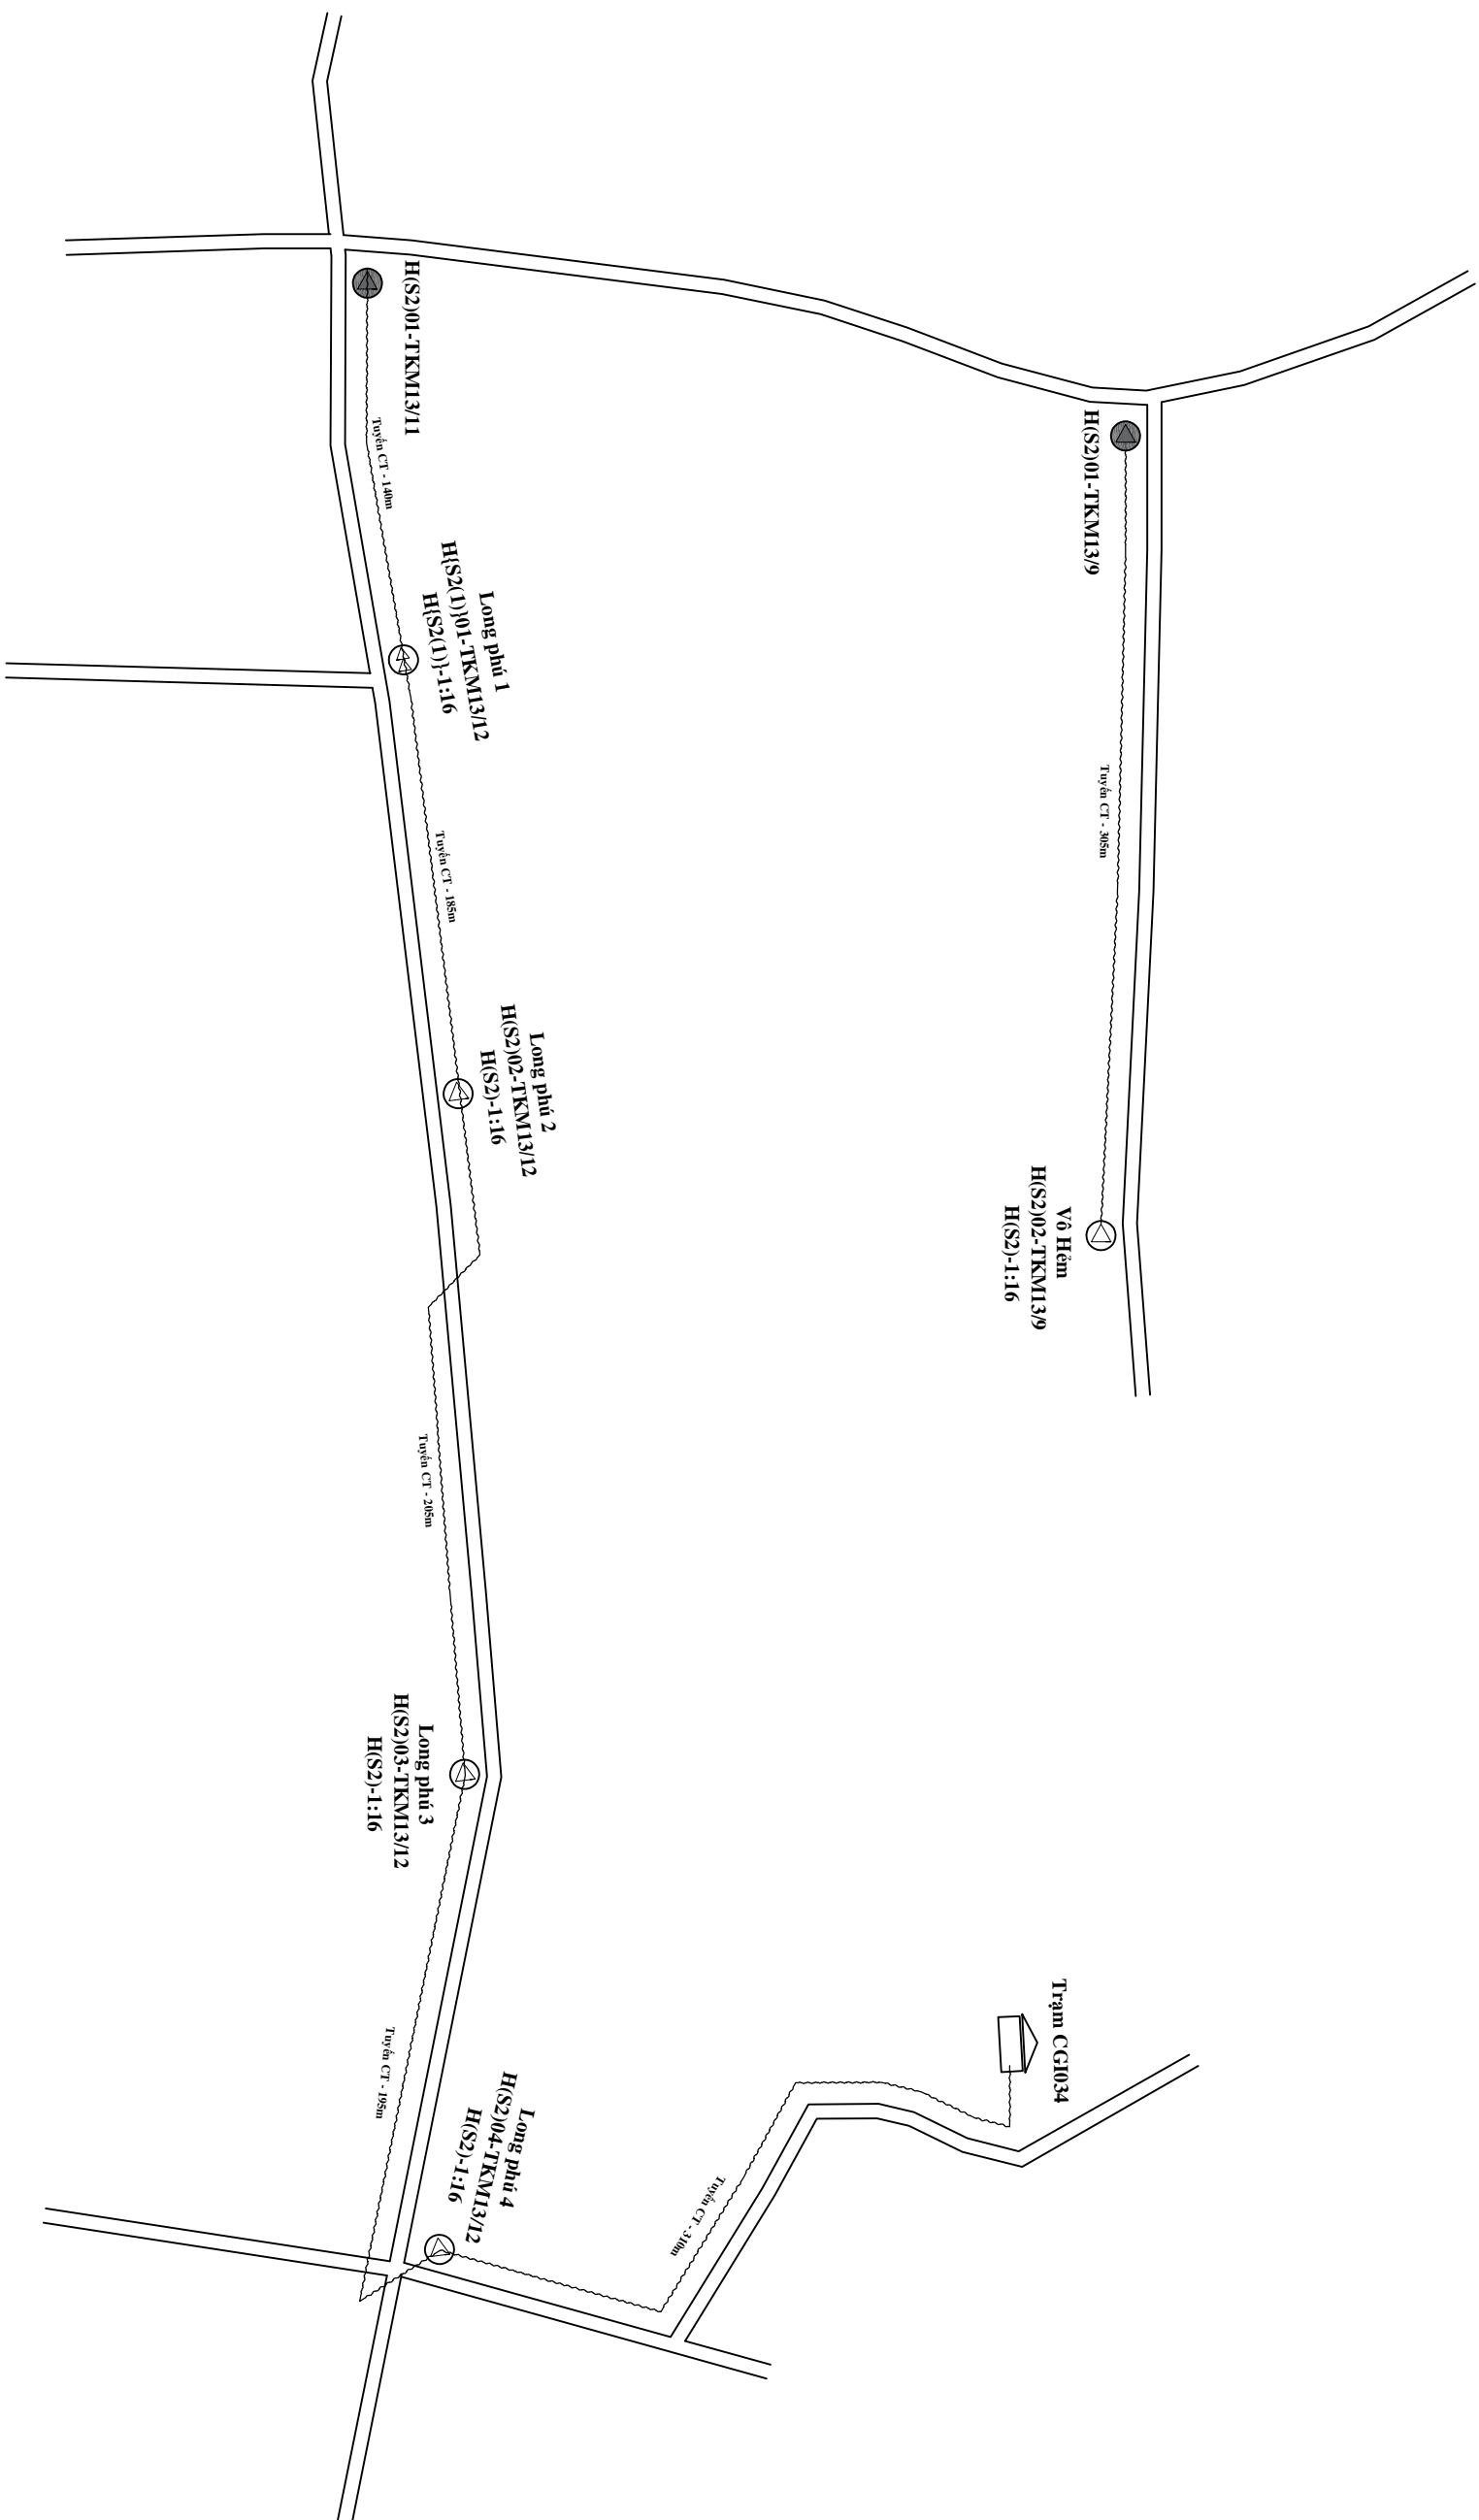 H(S2)01-TKM13/11
Tuyến CT - 140m
Long phú 1
H{S2(1)}01-TKM13/12
H{S2(1)}-1:16
Tuyến CT - 185m
Long phú 2
H(S2)02-TKM13/12
H(S2)-1:16
Tuyến CT - 205m
Long phú 3
H(S2)03-TKM13/12
H(S2)-1:16
Tuyến CT - 195m
Long phú 4
H(S2)04-TKM13/12
H(S2)-1:16
Tuyến CT - 310m
Trạm CGI034
H(S2)01-TKM13/9
Tuyến CT - 305m
Vô Hẻm
H(S2)02-TKM13/9
H(S2)-1:16